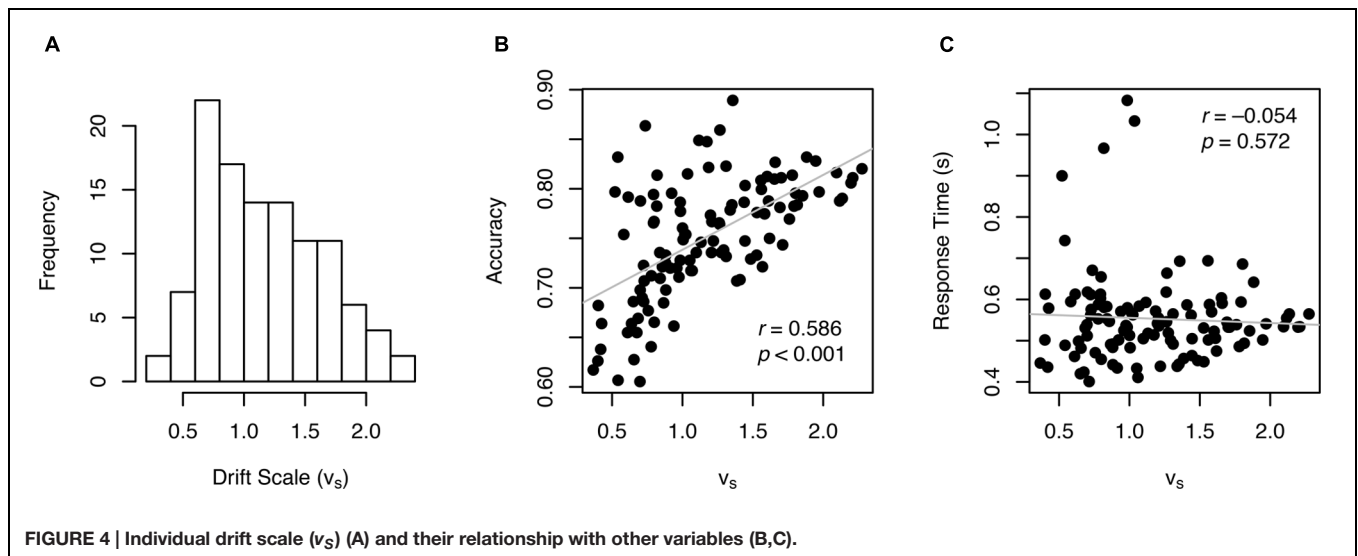 A
B
C
Frequency
0
5
10
15
20
0.5 1.0 1.5 2.0
Drift Scale (vs)
Accuracy
0.60 0.70 0.80 0.90
r = 0.586
p < 0.001
0.5 1.0 1.5 2.0
vs
Response Time (s)
0.4 0.6 0.8 1.0
r = –0.054
p = 0.572
0.5 1.0 1.5 2.0
vs
FIGURE 4 | Individual drift scale (vS) (A) and their relationship with other variables (B,C).